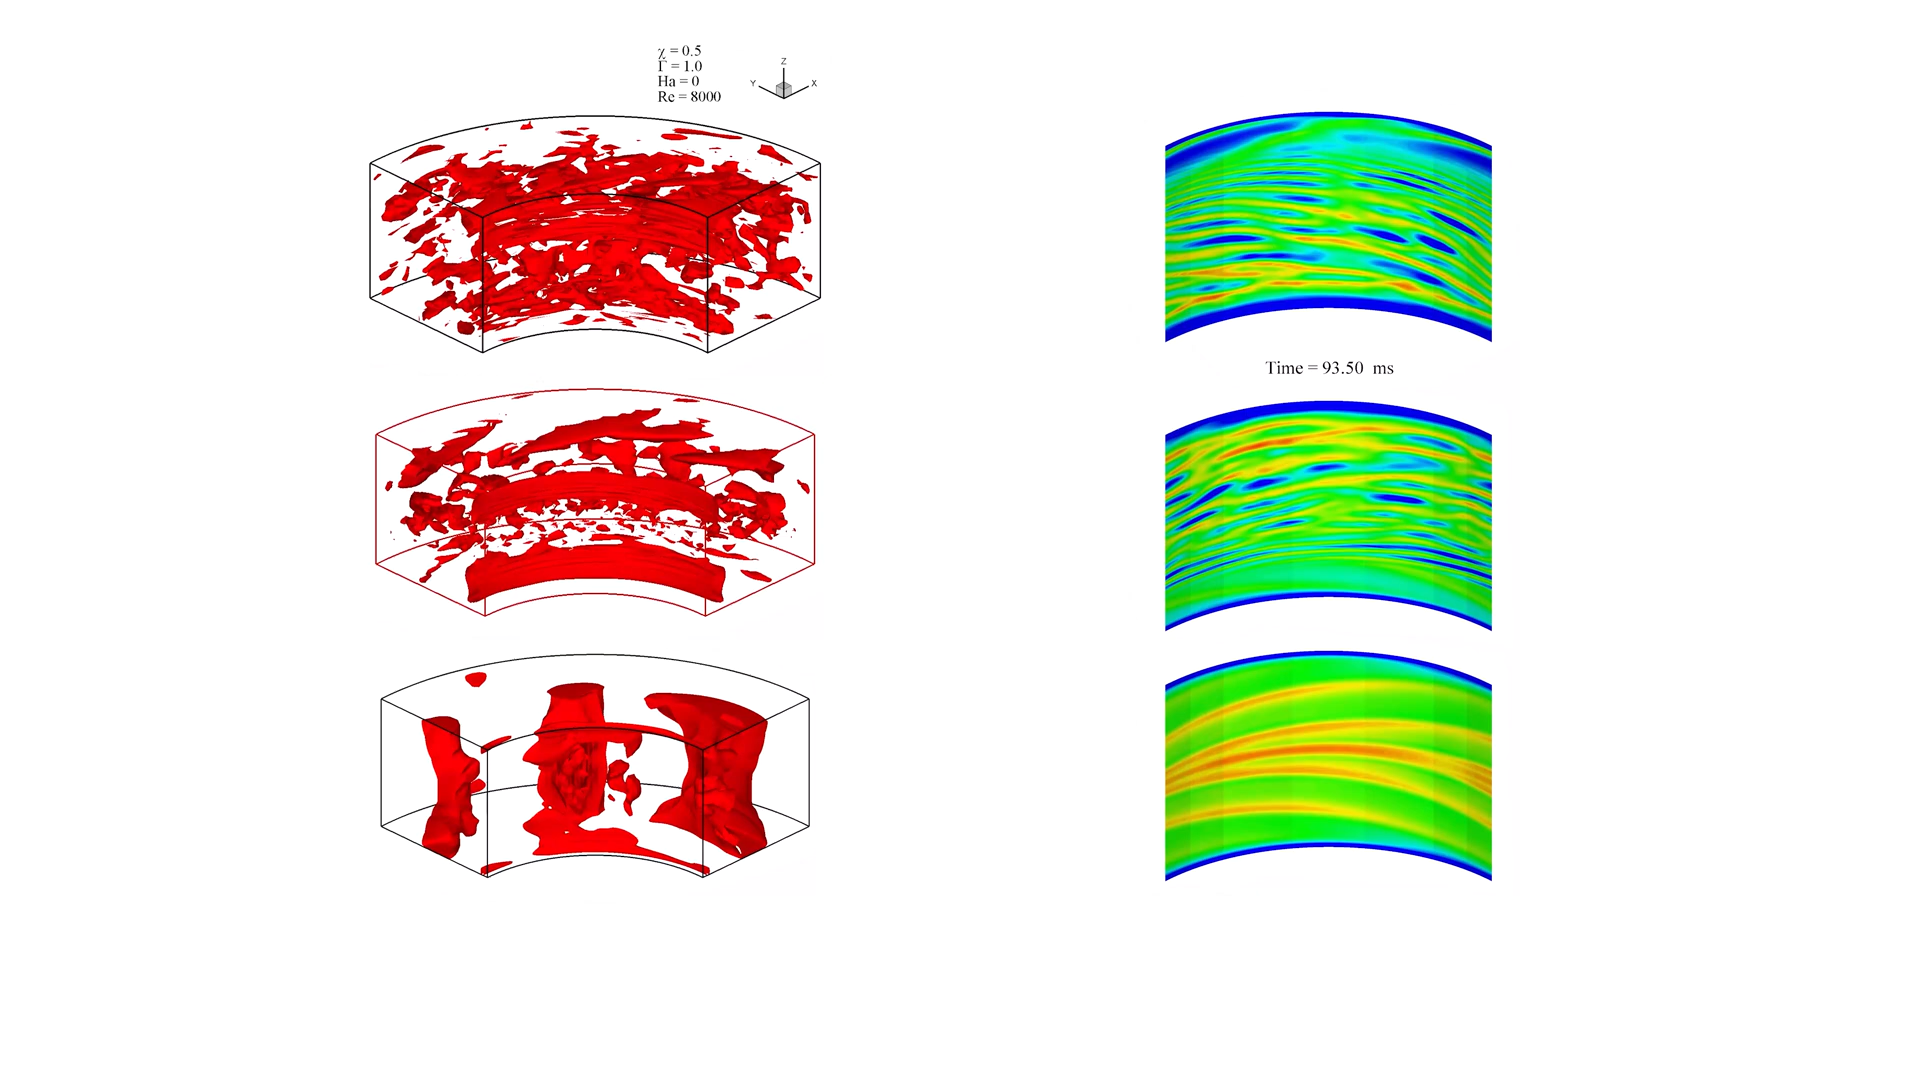 χ = 0.5
Γ = 1.0
Ha = 0
Re = 8000
Z
Y
X
Time = 93.50 ms